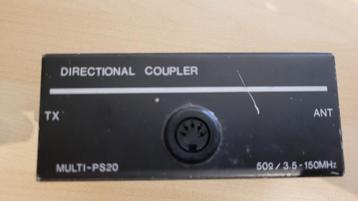 DIRECTIONAL COUPLER
TX
ANT
MULTI-PS20
50Ω / 3.5-150MHz